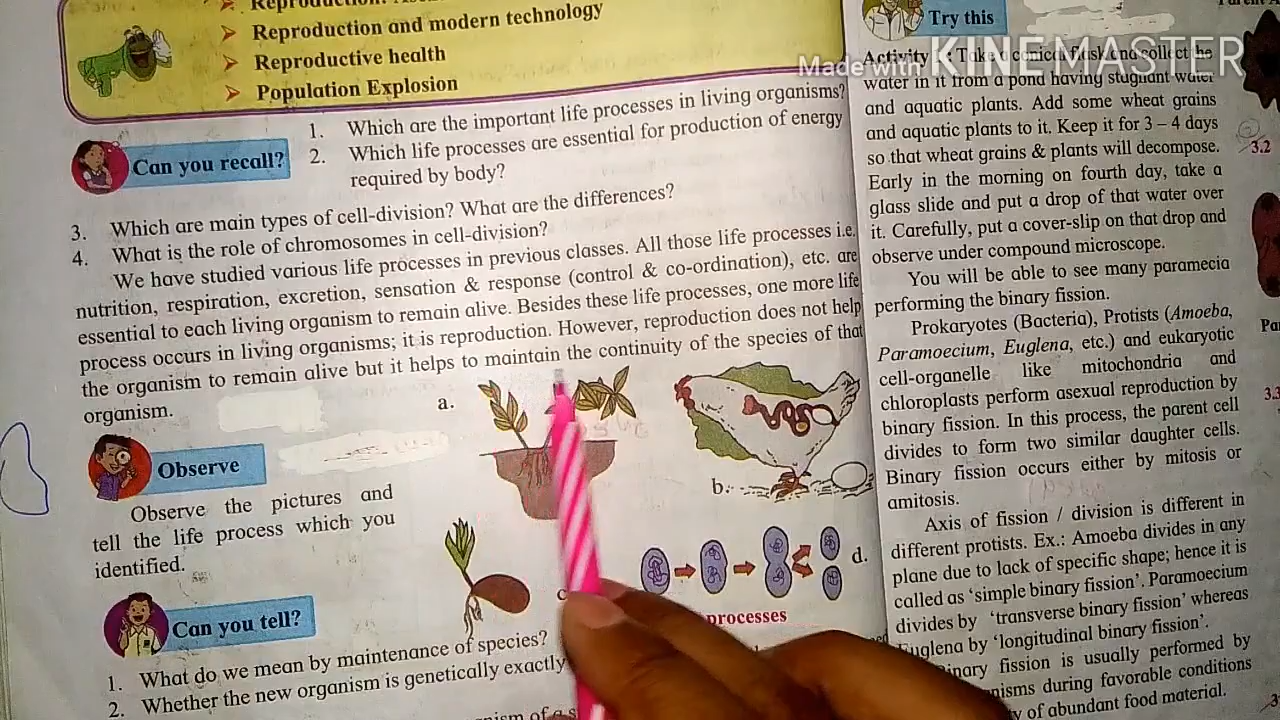 ➤ Reproduction and modern technology
➤ Reproductive health
➤ Population Explosion
Can you recall?
1. Which are the important life processes in living organisms?
2. Which life processes are essential for production of energy
required by body?
3. Which are main types of cell-division? What are the differences?
4. What is the role of chromosomes in cell-division?
We have studied various life processes in previous classes. All those life processes i.e.
nutrition, respiration, excretion, sensation & response (control & co-ordination), etc. are
essential to each living organism to remain alive. Besides these life processes, one more life
process occurs in living organisms; it is reproduction. However, reproduction does not help
the organism to remain alive but it helps to maintain the continuity of the species of that
organism.
a.
b.
Observe
Observe the pictures and
tell the life process which you
identified.
c
d.
processes
Can you tell?
1. What do we mean by maintenance of species?
2. Whether the new organism is genetically exactly
Try this
Made with KINEMASTER
Activity collect the
water in it from a pond having stugnant water
and aquatic plants. Add some wheat grains
and aquatic plants to it. Keep it for 3 – 4 days
so that wheat grains & plants will decompose.
Early in the morning on fourth day, take a
glass slide and put a drop of that water over
it. Carefully, put a cover-slip on that drop and
observe under compound microscope.
You will be able to see many paramecia
performing the binary fission.
Prokaryotes (Bacteria), Protists (Amoeba,
Paramoecium, Euglena, etc.) and eukaryotic
cell-organelle like mitochondria and
chloroplasts perform asexual reproduction by
binary fission. In this process, the parent cell
divides to form two similar daughter cells.
Binary fission occurs either by mitosis or
amitosis.
Axis of fission / division is different in
different protists. Ex.: Amoeba divides in any
plane due to lack of specific shape; hence it is
called as ‘simple binary fission’. Paramoecium
divides by ‘transverse binary fission’ whereas
Euglena by ‘longitudinal binary fission’.
inary fission is usually performed by
nisms during favorable conditions
y of abundant food material.
3.2